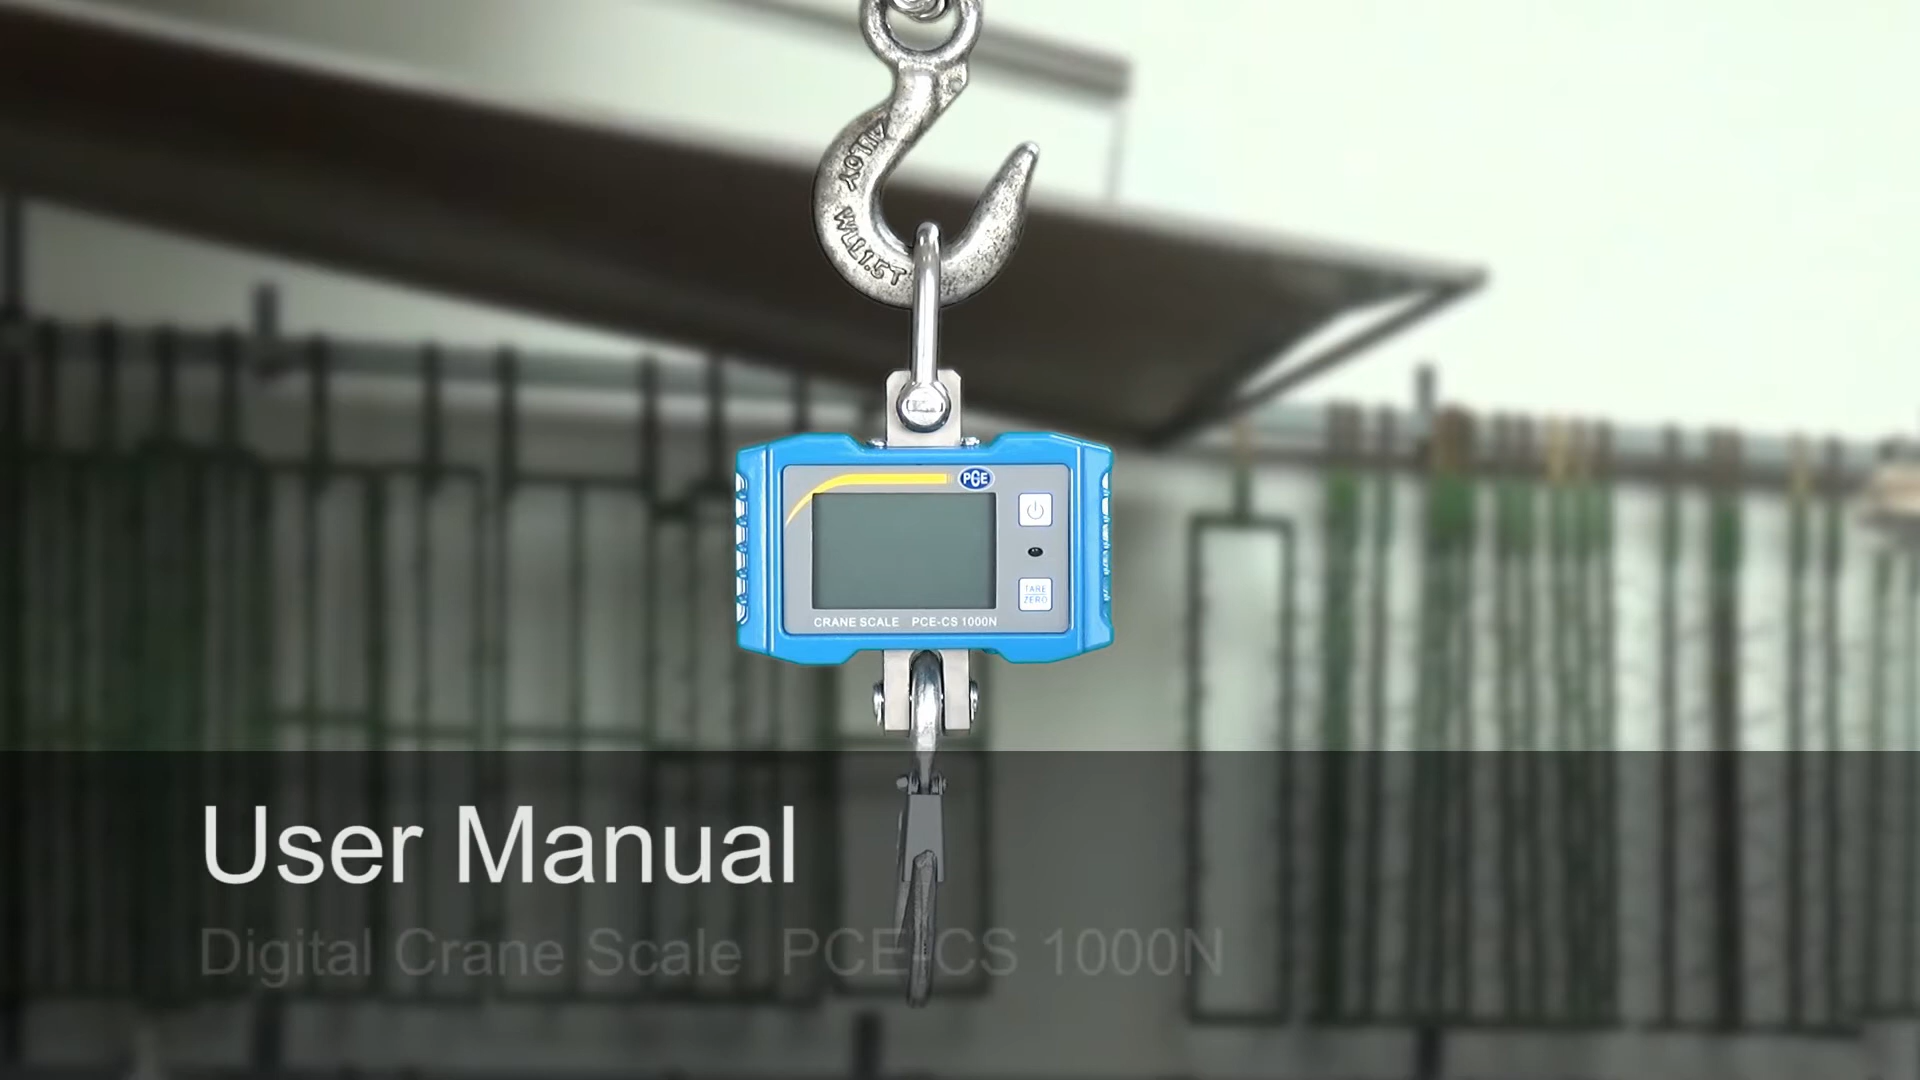 ALLOY
WLL1.5T
PCE
TARE
ZERO
CRANE SCALE PCE-CS 1000N
User Manual
Digital Crane Scale PCE-CS 1000N